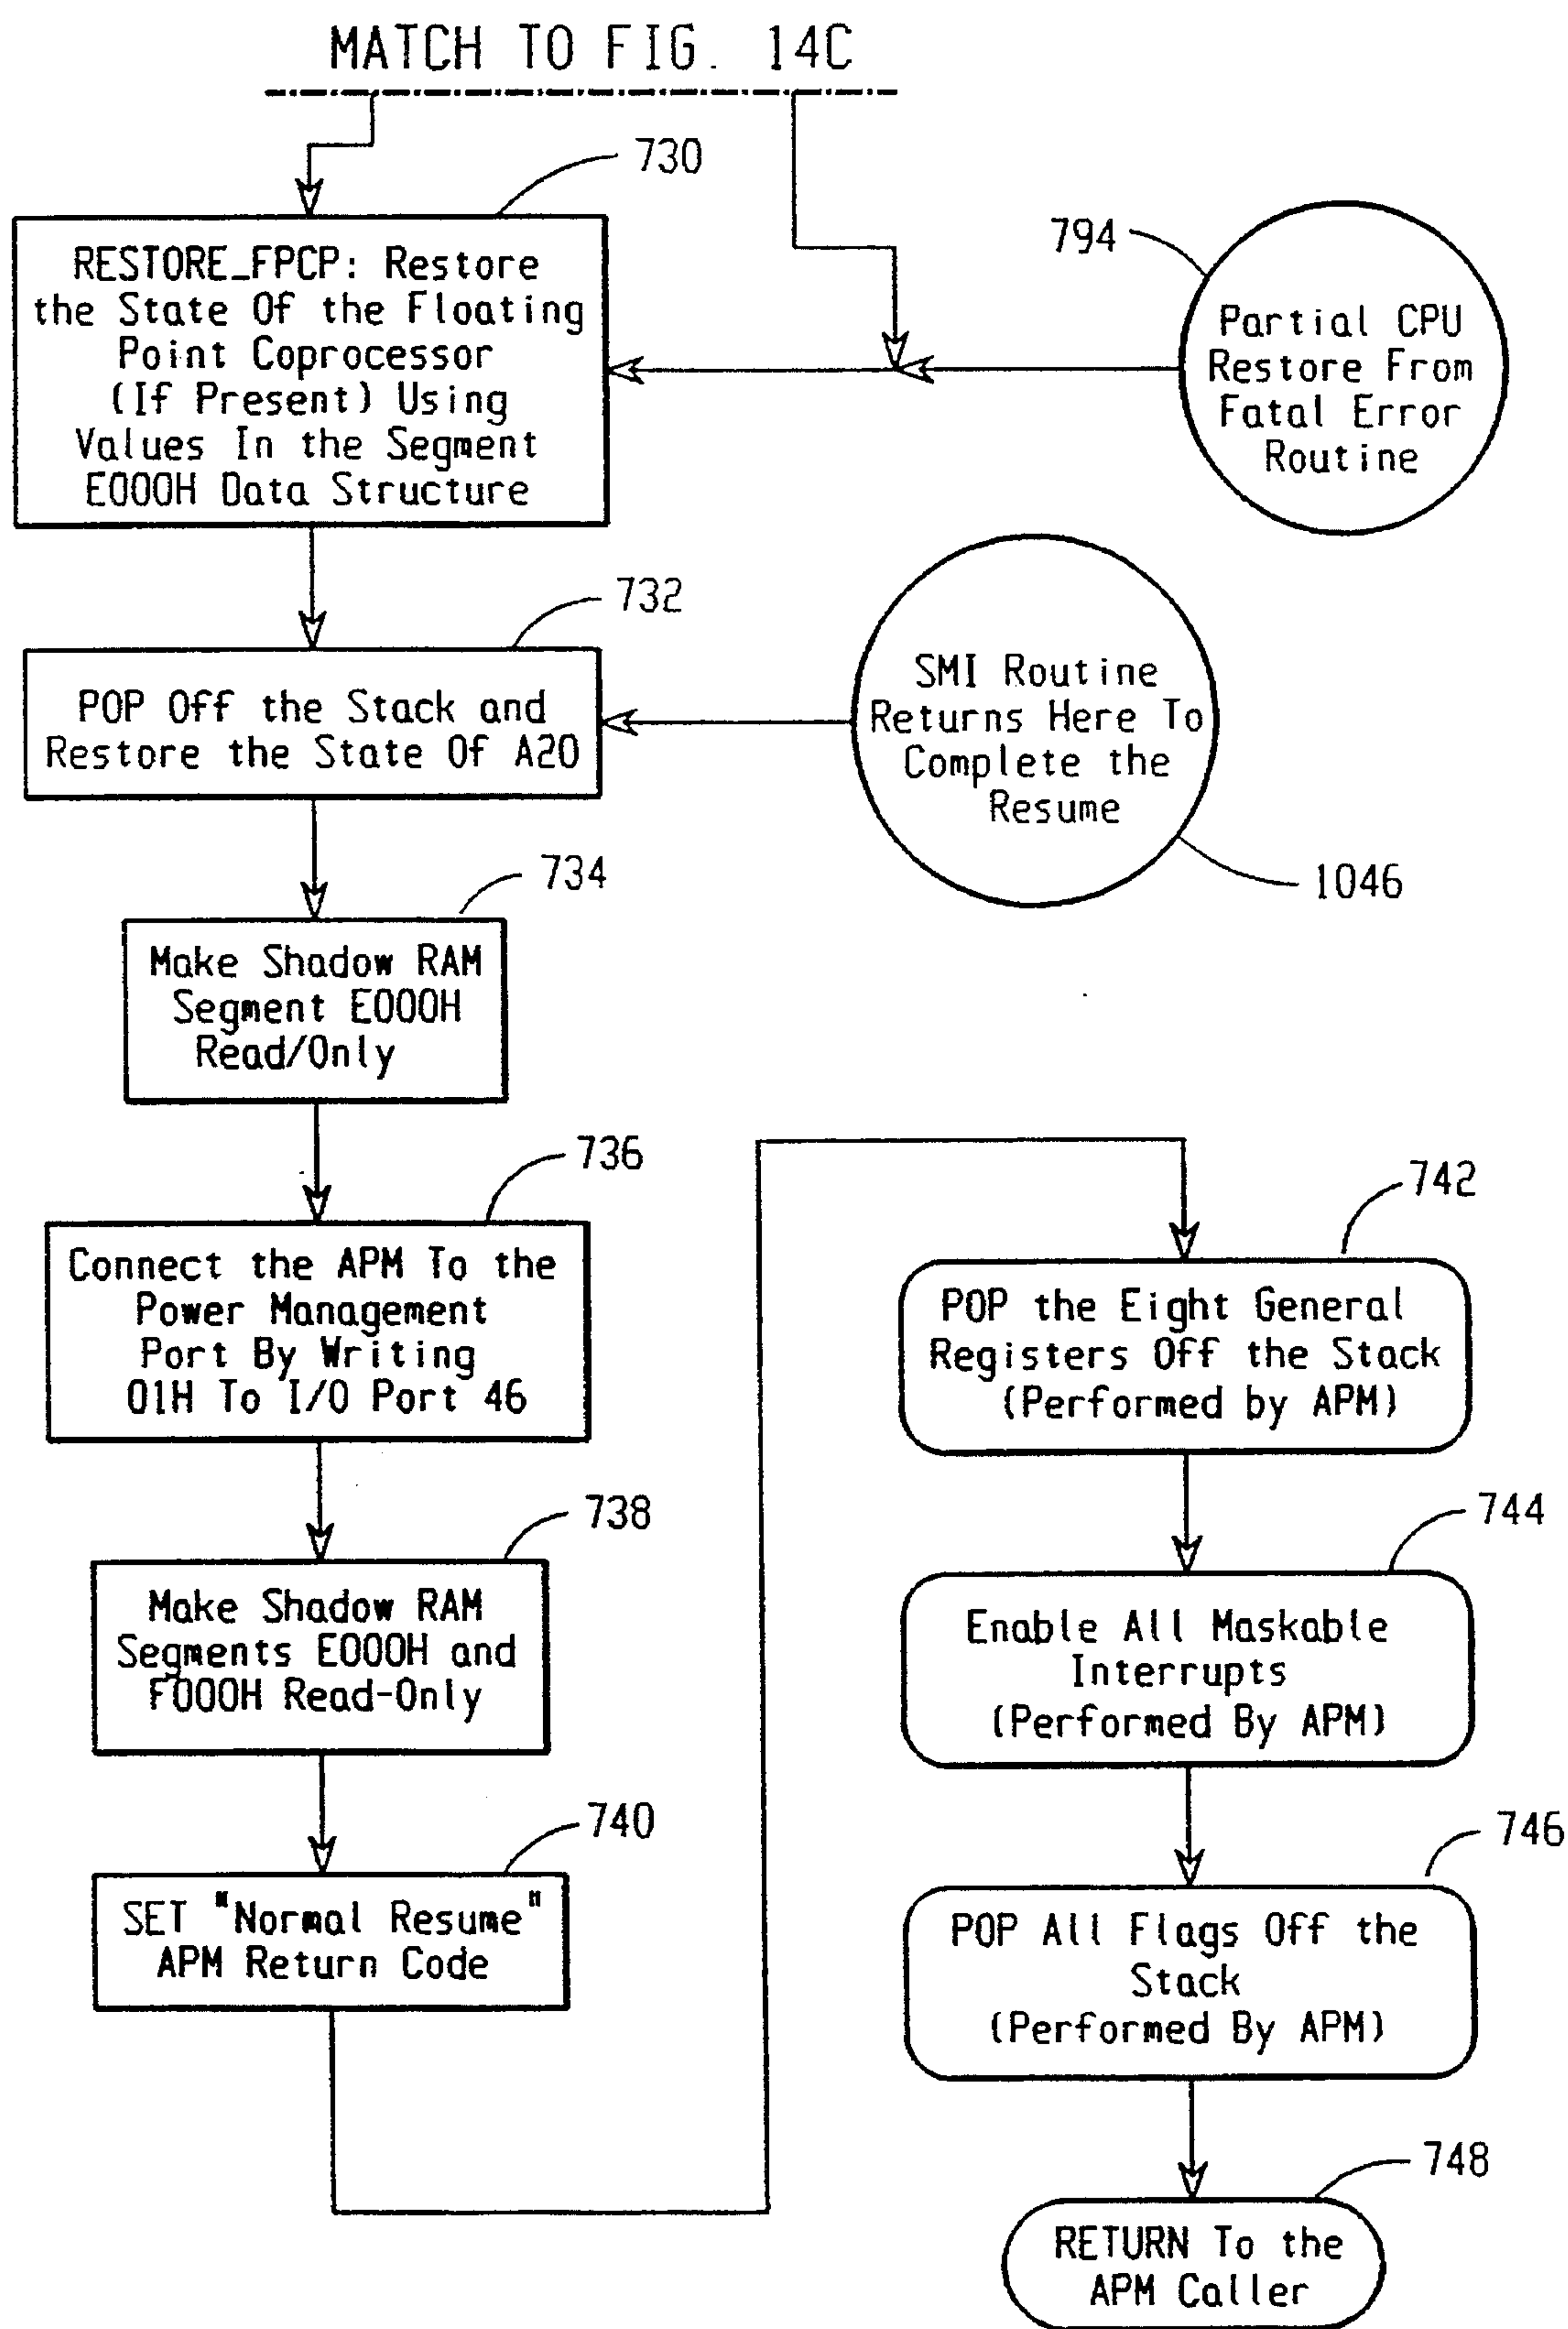 MATCH TO FIG. 14C
730
RESTORE_FPCP: Restore
the State Of the Floating
Point Coprocessor
(If Present) Using
Values In the Segment
E000H Data Structure
794
Partial CPU
Restore From
Fatal Error
Routine
732
POP Off the Stack and
Restore the State Of A20
SMI Routine
Returns Here To
Complete the
Resume
1046
734
Make Shadow RAM
Segment E000H
Read/Only
736
Connect the APM To the
Power Management
Port By Writing
01H To I/O Port 46
738
Make Shadow RAM
Segments E000H and
F000H Read-Only
740
SET "Normal Resume"
APM Return Code
742
POP the Eight General
Registers Off the Stack
(Performed by APM)
744
Enable All Maskable
Interrupts
(Performed By APM)
746
POP All Flags Off the
Stack
(Performed By APM)
748
RETURN To the
APM Caller